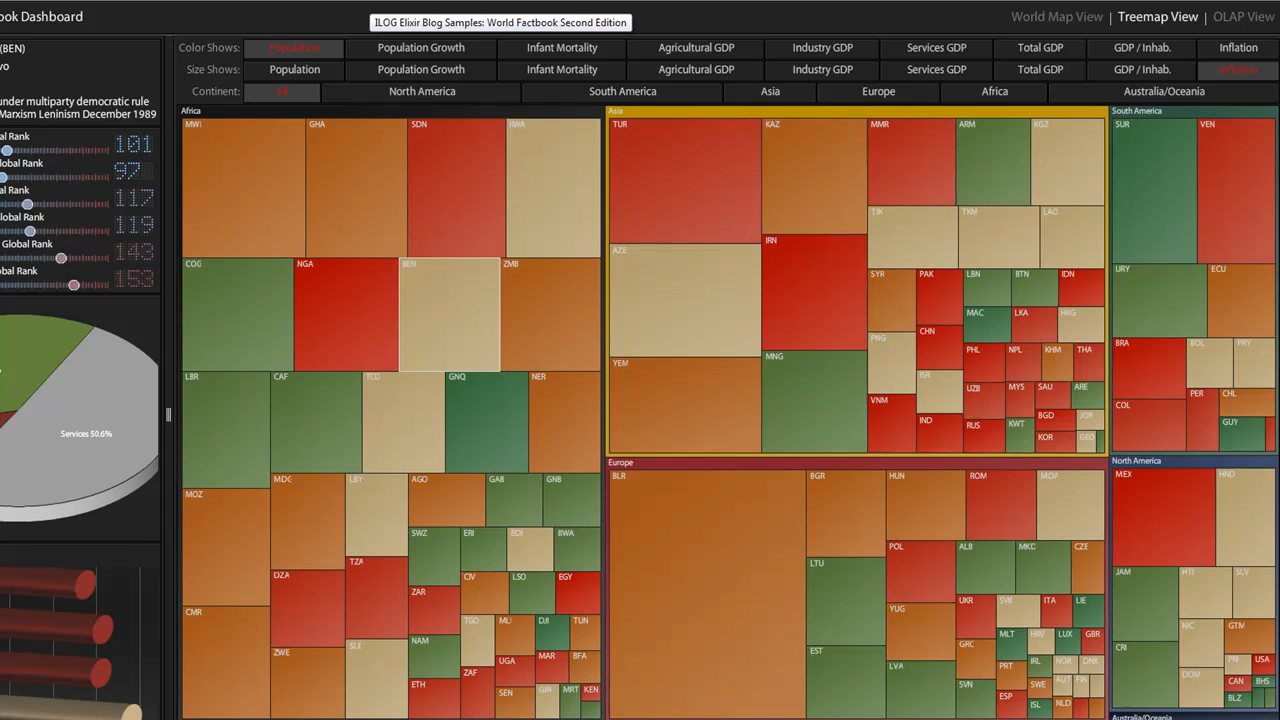 ook Dashboard
ILOG Elixir Blog Samples: World Factbook Second Edition
World Map View | Treemap View | OLAP View
(BEN)
vo
under multiparty democratic rule
Marxism Leninism December 1989
al Rank 101
obal Rank 97
al Rank 117
lobal Rank 119
Global Rank 143
obal Rank 153
Services 50.6%
Color Shows: Population Population Growth Infant Mortality Agricultural GDP Industry GDP Services GDP Total GDP GDP / Inhab. Inflation
Size Shows: Population Population Growth Infant Mortality Agricultural GDP Industry GDP Services GDP Total GDP GDP / Inhab. Inflation
Continent: All North America South America Asia Europe Africa Australia/Oceania
Africa
MWI GHA SDN RWA
COG NGA BEN ZMB
LBR CAF TCD GNQ NER
MOZ MDG LBY AGO GAB GNB
SWZ ERI BDI BWA
DZA TZA CIV LSO EGY
ZAR
CMR TGO MLI DJI TUN
ZWE SLE NAM UGA MAR BFA
ETH ZAF SEN GIN MRT KEN
Asia
TUR KAZ MMR ARM KGZ
TJK TKM LAO
AZE IRN SYR PAK LBN BTN IDN
MAC LKA HKG
YEM MNG PNG CHN PHL NPL KHM THA
ISR UZB MYS SAU ARE
VNM IND RUS KWT BGD JOR
KOR GEO
Europe
BLR BGR HUN ROM MDA
LTU POL ALB MKD CZE
YUG UKR SVK ITA LIE
EST GRC MLT HRV LUX GBR
LVA PRT IRL NOR DNK
SVN SWE AUT FIN
ESP ISL NLD
South America
SUR VEN
URY ECU
BRA BOL PRY
COL PER CHL
GUY
North America
MEX HND
JAM HTI SLV
CRI NIC GTM
DOM PRI USA
CAN BHS
BLZ
Australia/Oceania